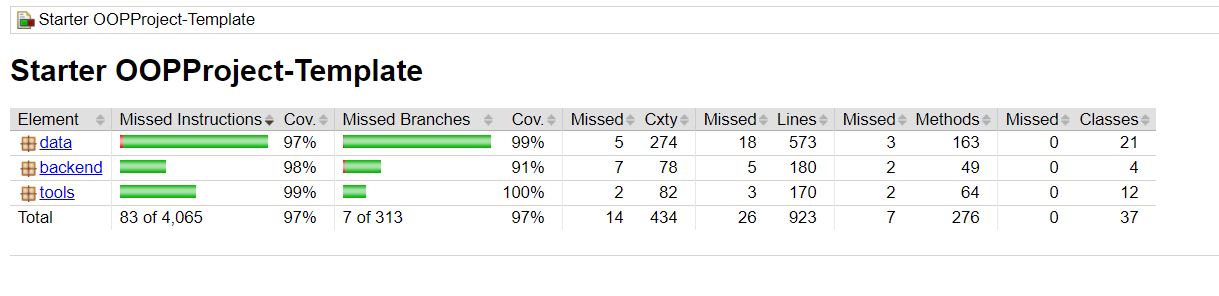 Starter OOPProject-Template
Starter OOPProject-Template
Element Missed Instructions Cov. Missed Branches Cov. Missed Cxty Missed Lines Missed Methods Missed Classes
data 97% 99% 5 274 18 573 3 163 0 21
backend 98% 91% 7 78 5 180 2 49 0 4
tools 99% 100% 2 82 3 170 2 64 0 12
Total 83 of 4,065 97% 7 of 313 97% 14 434 26 923 7 276 0 37